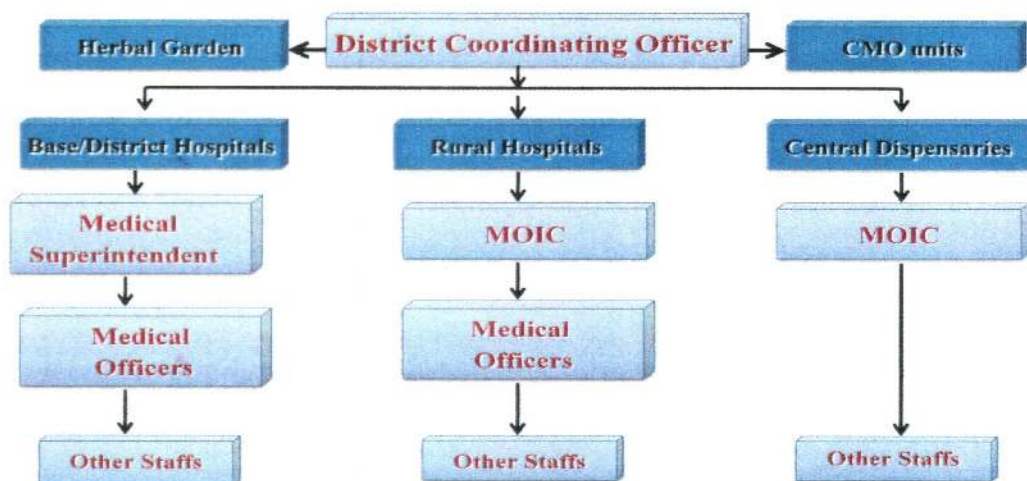 Herbal Garden
District Coordinating Officer
CMO units
Base/District Hospitals
Rural Hospitals
Central Dispensaries
Medical
Superintendent
MOIC
MOIC
Medical
Officers
Medical
Officers
Other Staffs
Other Staffs
Other Staffs